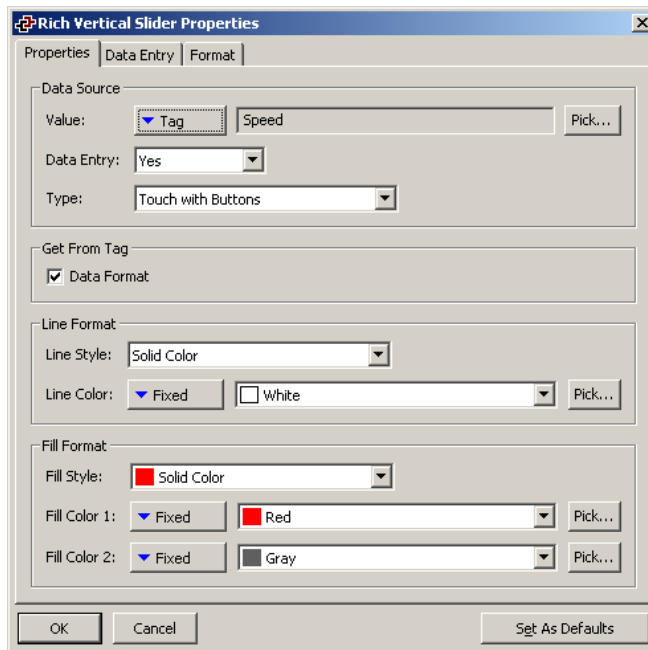 Rich Vertical Slider Properties
Properties Data Entry Format
Data Source
Value: Tag Speed Pick...
Data Entry: Yes
Type: Touch with Buttons
Get From Tag
Data Format
Line Format
Line Style: Solid Color
Line Color: Fixed White Pick...
Fill Format
Fill Style: Solid Color
Fill Color 1: Fixed Red Pick...
Fill Color 2: Fixed Gray Pick...
OK Cancel Set As Defaults